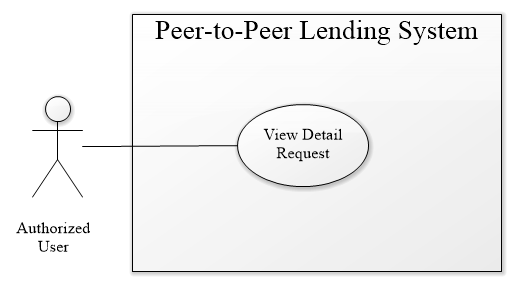 Peer-to-Peer Lending System
View Detail
Request
Authorized
User